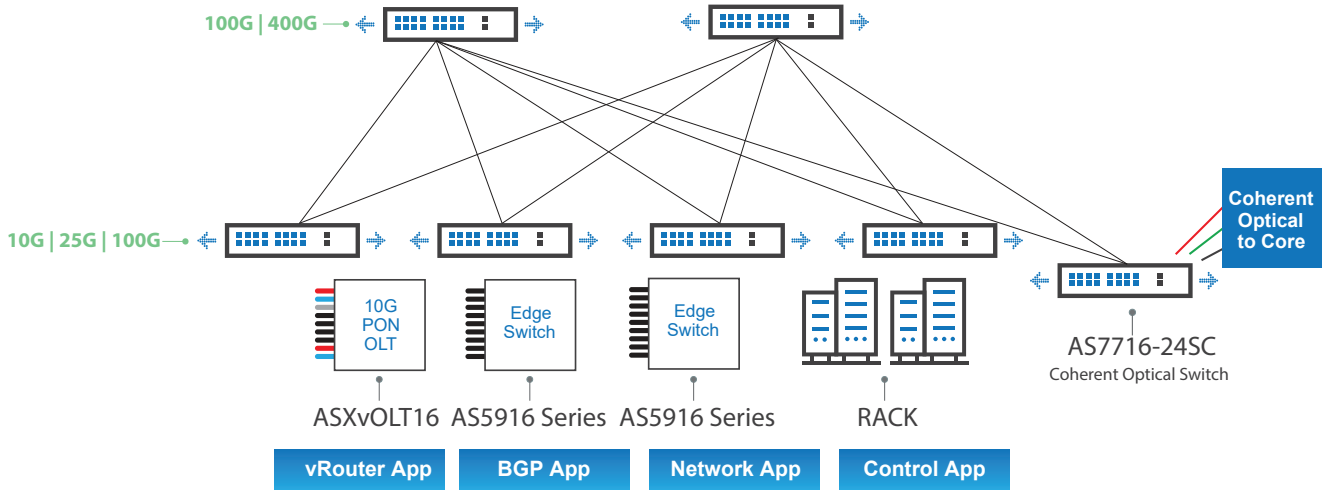 100G | 400G
10G | 25G | 100G
Coherent
Optical
to Core
10G
PON
OLT
Edge
Switch
Edge
Switch
AS7716-24SC
Coherent Optical Switch
ASXvOLT16
AS5916 Series
AS5916 Series
RACK
vRouter App
BGP App
Network App
Control App